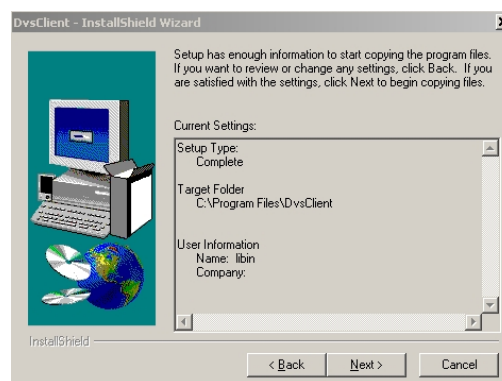 DvsClient - InstallShield Wizard
Setup has enough information to start copying the program files.
If you want to review or change any settings, click Back. If you
are satisfied with the settings, click Next to begin copying files.
Current Settings:
Setup Type:
Complete
Target Folder
C:\Program Files\DvsClient
User Information
Name: libin
Company:
InstallShield
< Back
Next >
Cancel